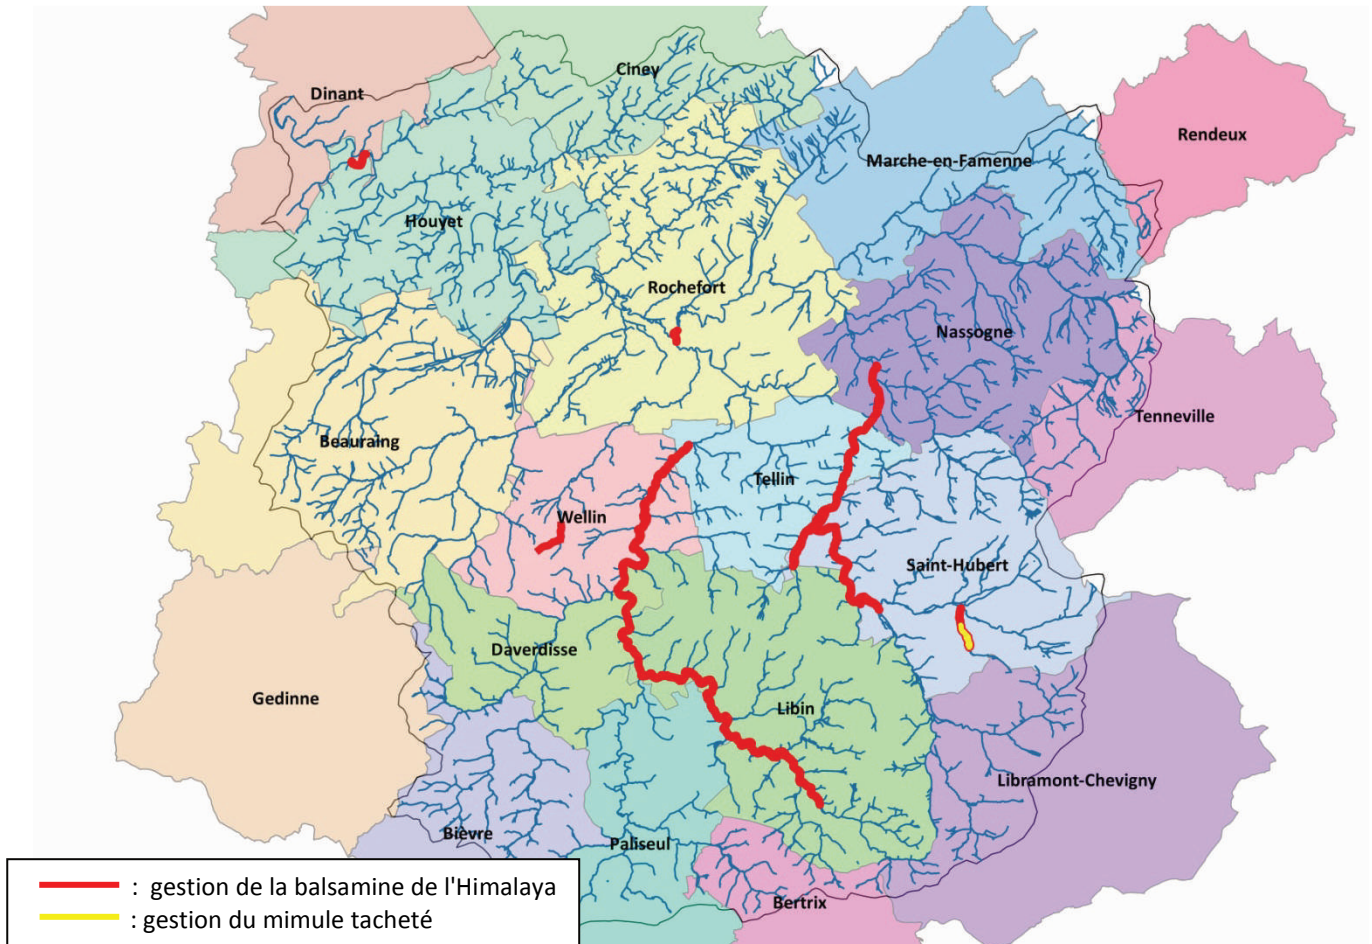 Ciney
Dinant
Rendeux
Marche-en-Famenne
Houyet
Rochefort
Nassogne
Tenneville
Beauraing
Tellin
Wellin
Saint-Hubert
Daverdisse
Gedinne
Libin
Libramont-Chevigny
Bièvre
Paliseul
Bertrix
: gestion de la balsamine de l'Himalaya
: gestion du mimule tacheté